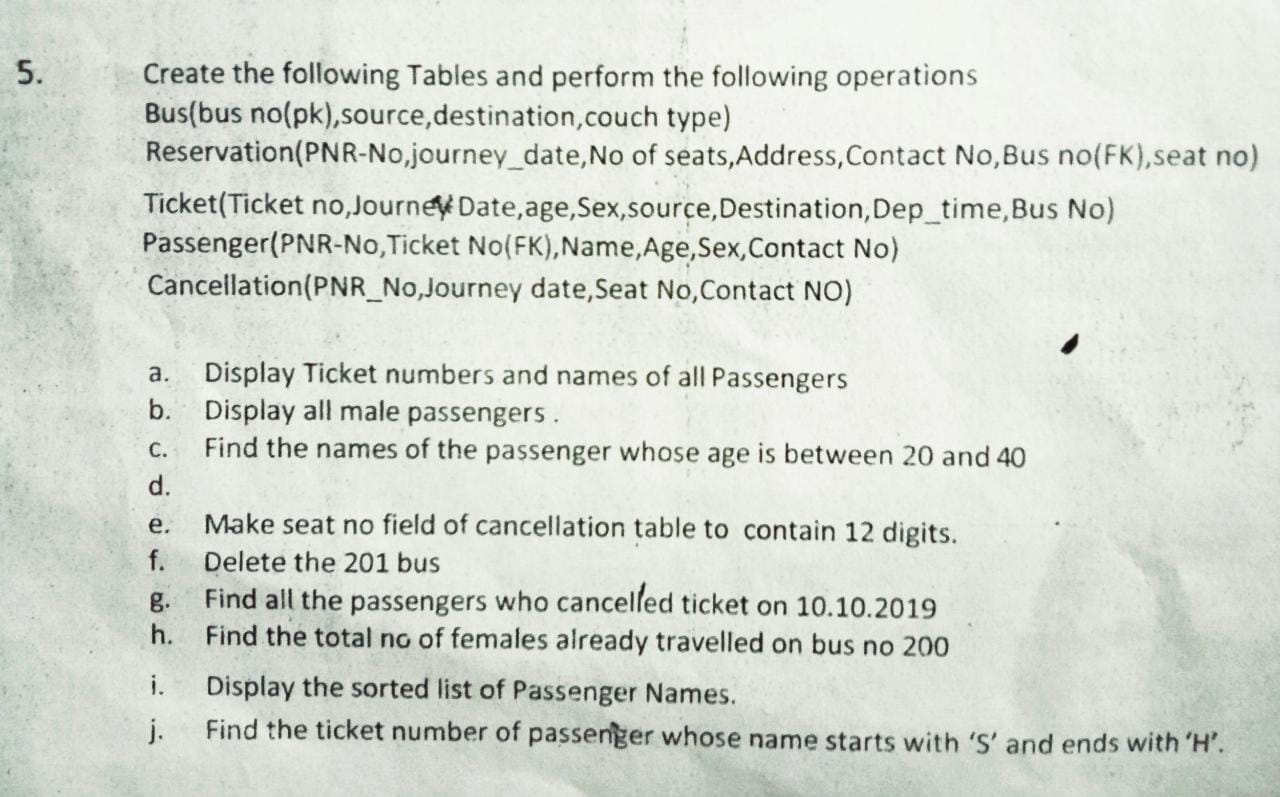 5. Create the following Tables and perform the following operations
Bus(bus no(pk),source,destination,couch type)
Reservation(PNR-No,journey_date,No of seats,Address,Contact No,Bus no(FK),seat no)
Ticket(Ticket no,Journey Date,age,Sex,source,Destination,Dep_time,Bus No)
Passenger(PNR-No,Ticket No(FK),Name,Age,Sex,Contact No)
Cancellation(PNR_No,Journey date,Seat No,Contact NO)
a. Display Ticket numbers and names of all Passengers
b. Display all male passengers .
c. Find the names of the passenger whose age is between 20 and 40
d.
e. Make seat no field of cancellation table to contain 12 digits.
f. Delete the 201 bus
g. Find all the passengers who cancelled ticket on 10.10.2019
h. Find the total no of females already travelled on bus no 200
i. Display the sorted list of Passenger Names.
j. Find the ticket number of passenger whose name starts with ‘S’ and ends with ‘H’.